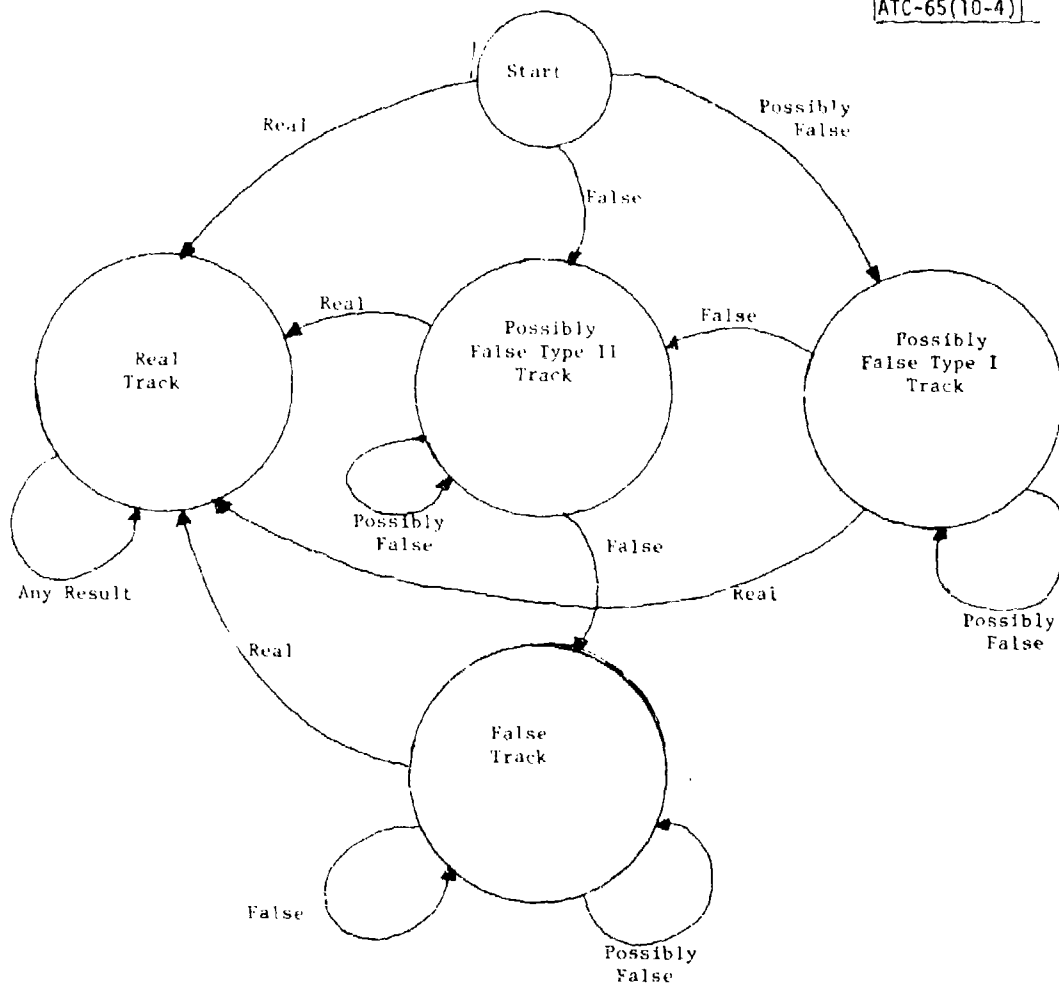 ATC-65(10-4)
Start
Real
Possibly
False
False
Real
Track
Real
Possibly
False Type II
Track
False
Possibly
False Type I
Track
Possibly
False
Any Result
False
Real
Possibly
False
Real
False
Track
False
Possibly
False